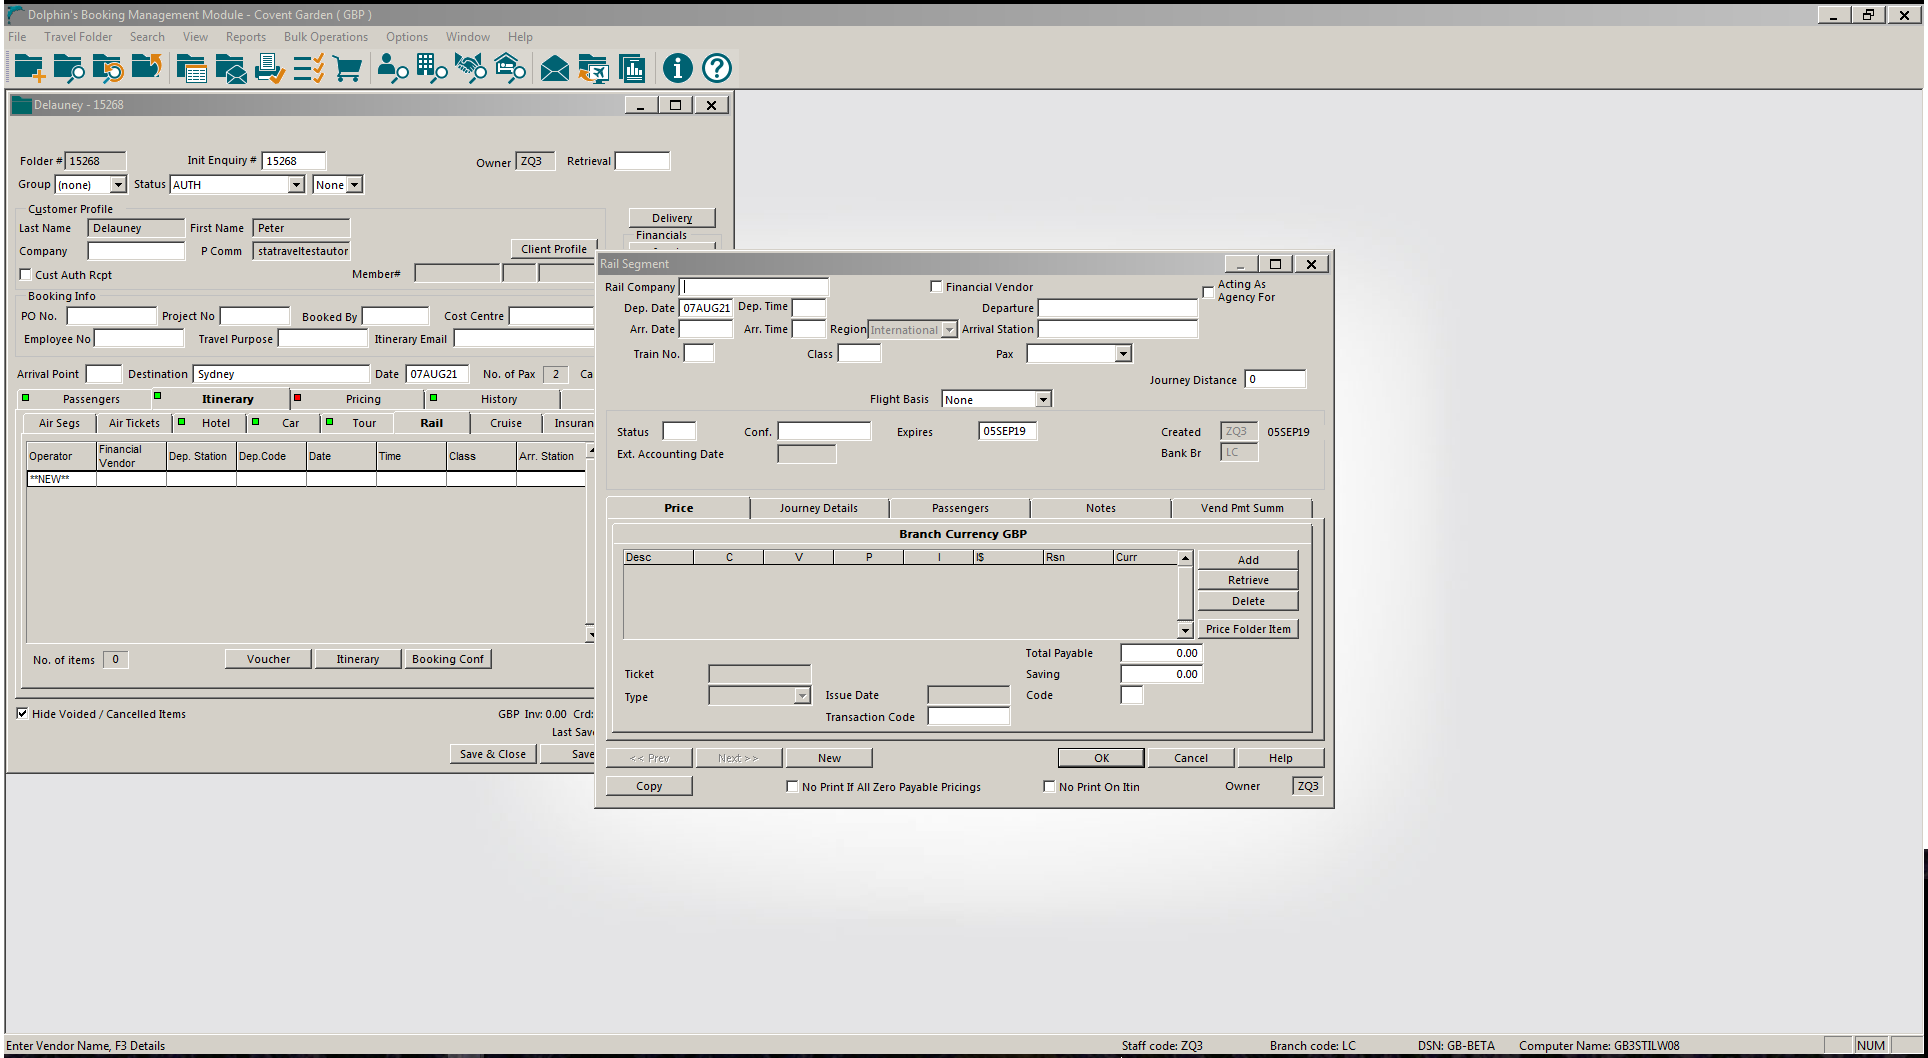 Dolphin's Booking Management Module - Covent Garden ( GBP )
File Travel Folder Search View Reports Bulk Operations Options Window Help
Delauney - 15268
Folder # 15268 Init Enquiry # 15268 Owner ZQ3 Retrieval
Group (none) Status AUTH None
Customer Profile
Last Name Delauney First Name Peter
Company P Comm statraveltestautor Client Profile
Cust Auth Rcpt Member#
Delivery
Financials
Booking Info
PO No. Project No Booked By Cost Centre
Employee No Travel Purpose Itinerary Email
Arrival Point Destination Sydney Date 07AUG21 No. of Pax 2 Ca
Passengers Itinerary Pricing History
Air Segs Air Tickets Hotel Car Tour Rail Cruise Insuran
Operator Financial Vendor Dep. Station Dep.Code Date Time Class Arr. Station
**NEW**
No. of items 0 Voucher Itinerary Booking Conf
Hide Voided / Cancelled Items GBP Inv: 0.00 Crd:
Last Save
Save & Close Save
Rail Segment
Rail Company Financial Vendor Acting As Agency For
Dep. Date 07AUG21 Dep. Time Departure
Arr. Date Arr. Time Region International Arrival Station
Train No. Class Pax
Journey Distance 0
Flight Basis None
Status Conf. Expires 05SEP19 Created ZQ3 05SEP19
Ext. Accounting Date Bank Br LC
Price Journey Details Passengers Notes Vend Pmt Summ
Branch Currency GBP
Desc C V P I I$ Rsn Curr
Add
Retrieve
Delete
Price Folder Item
Total Payable 0.00
Ticket Saving 0.00
Type Issue Date Code
Transaction Code
<< Prev Next >> New OK Cancel Help
Copy No Print If All Zero Payable Pricings No Print On Itin Owner ZQ3
Enter Vendor Name, F3 Details Staff code: ZQ3 Branch code: LC DSN: GB-BETA Computer Name: GB3STILW08 NUM